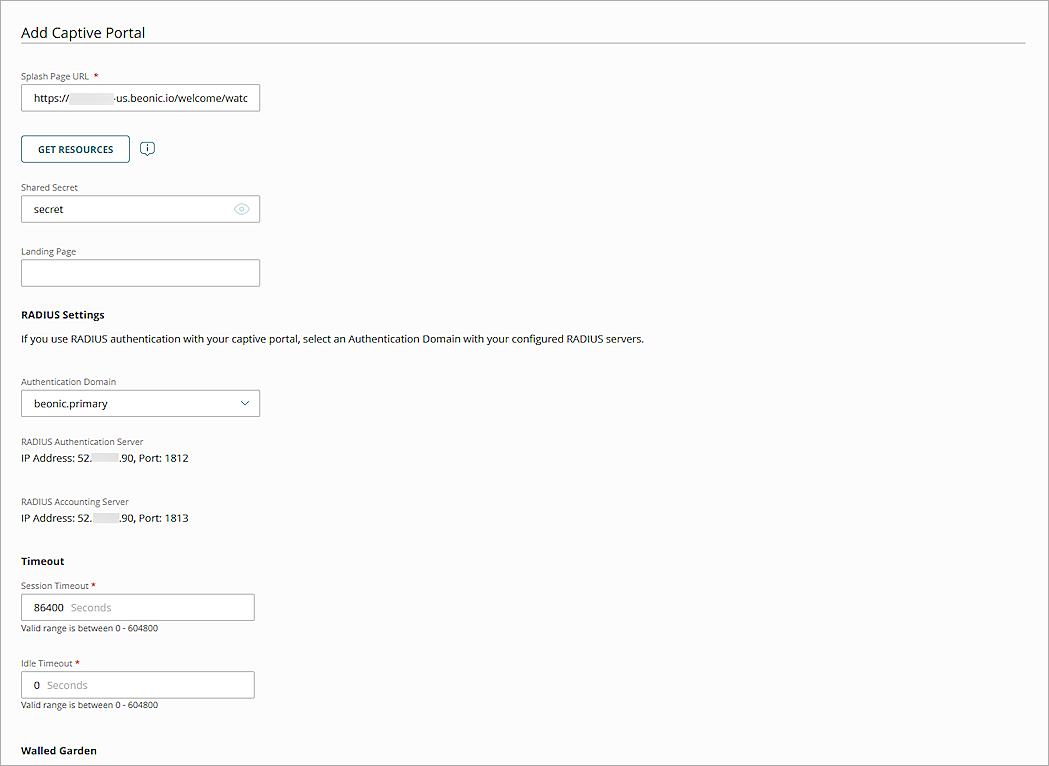 Add Captive Portal
Splash Page URL *
https:// -us.beonic.io/welcome/watc
GET RESOURCES
Shared Secret
secret
Landing Page
RADIUS Settings
If you use RADIUS authentication with your captive portal, select an Authentication Domain with your configured RADIUS servers.
Authentication Domain
beonic.primary
RADIUS Authentication Server
IP Address: 52. .90, Port: 1812
RADIUS Accounting Server
IP Address: 52. .90, Port: 1813
Timeout
Session Timeout *
86400 Seconds
Valid range is between 0 - 604800
Idle Timeout *
0 Seconds
Valid range is between 0 - 604800
Walled Garden